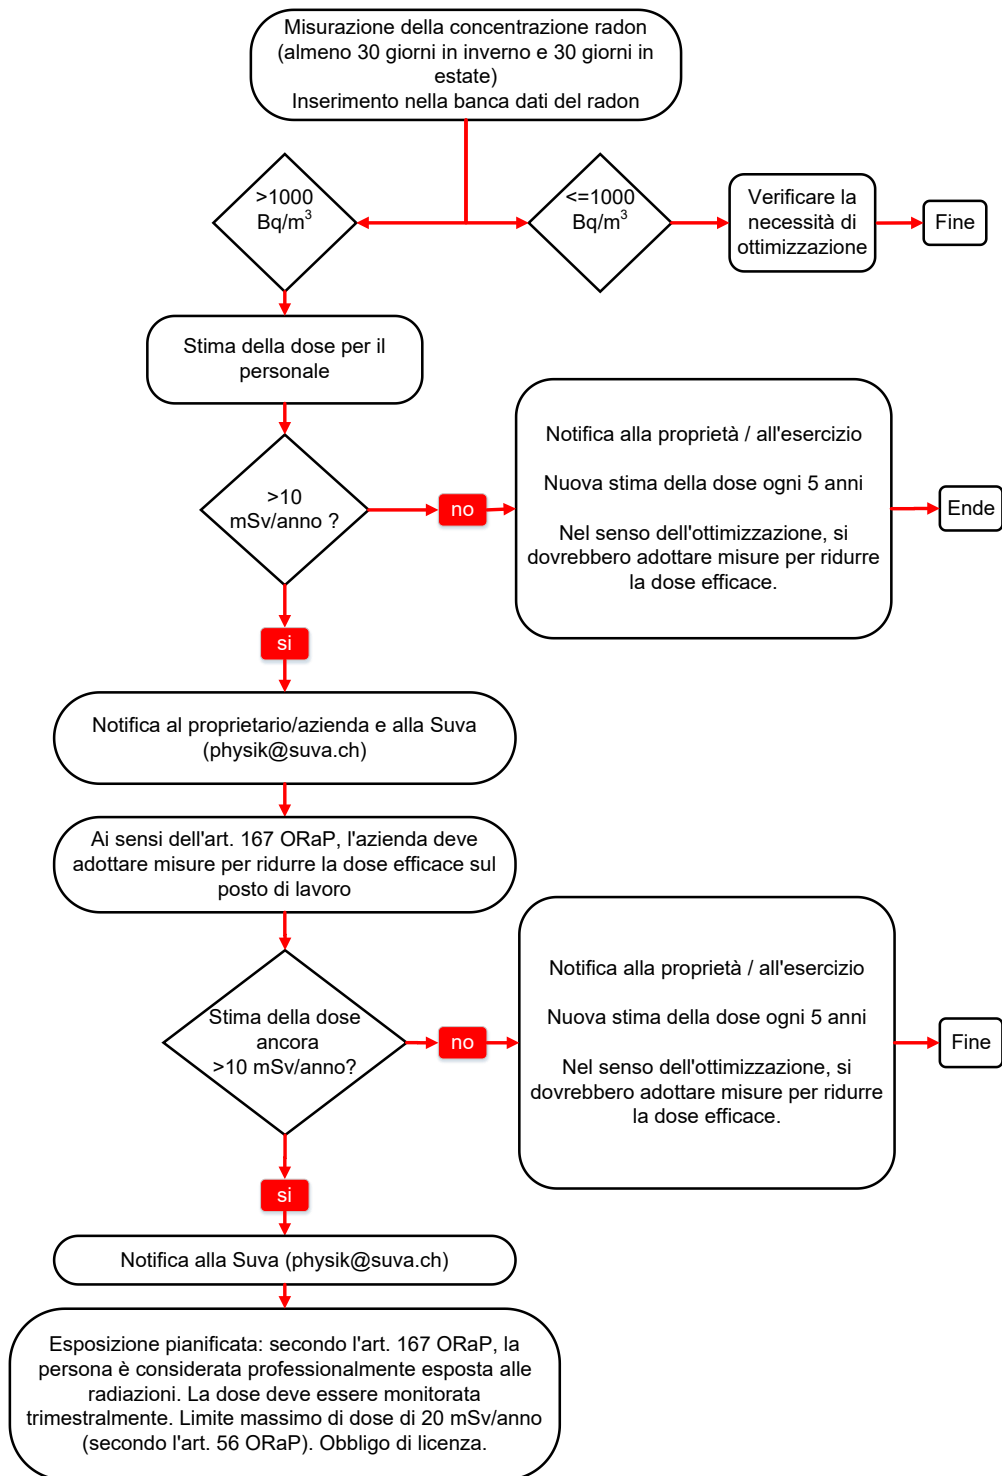 Misurazione della concentrazione radon
(almeno 30 giorni in inverno e 30 giorni in
estate)
Inserimento nella banca dati del radon
>1000
Bq/m³
<=1000
Bq/m³
Verificare la
necessità di
ottimizzazione
Fine
Stima della dose per il
personale
>10
mSv/anno ?
no
Notifica alla proprietà / all'esercizio
Nuova stima della dose ogni 5 anni
Nel senso dell'ottimizzazione, si
dovrebbero adottare misure per ridurre
la dose efficace.
Ende
si
Notifica al proprietario/azienda e alla Suva
(physik@suva.ch)
Ai sensi dell'art. 167 ORaP, l'azienda deve
adottare misure per ridurre la dose efficace sul
posto di lavoro
Stima della dose
ancora
>10 mSv/anno?
no
Notifica alla proprietà / all'esercizio
Nuova stima della dose ogni 5 anni
Nel senso dell'ottimizzazione, si
dovrebbero adottare misure per ridurre
la dose efficace.
Fine
si
Notifica alla Suva (physik@suva.ch)
Esposizione pianificata: secondo l'art. 167 ORaP, la
persona è considerata professionalmente esposta alle
radiazioni. La dose deve essere monitorata
trimestralmente. Limite massimo di dose di 20 mSv/anno
(secondo l'art. 56 ORaP). Obbligo di licenza.